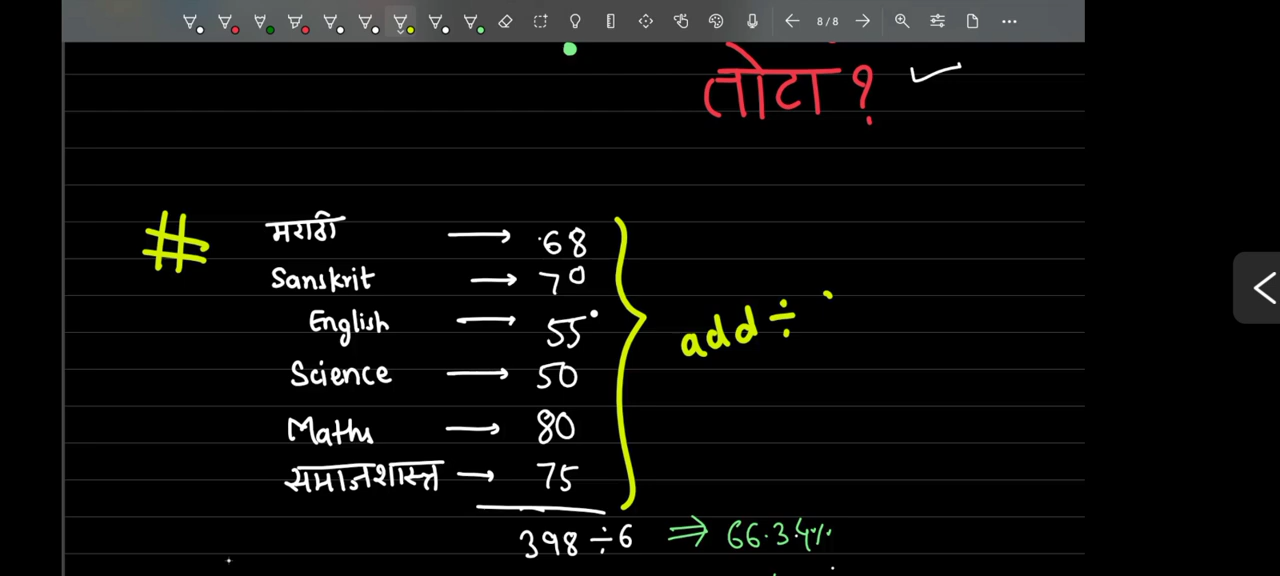 8/8
तोटा ?
# मराठी → 68
Sanskrit → 70
English → 55
Science → 50
Maths → 80
समाजशास्त्र → 75
add ÷
398 ÷ 6 ⇒ 66.34%